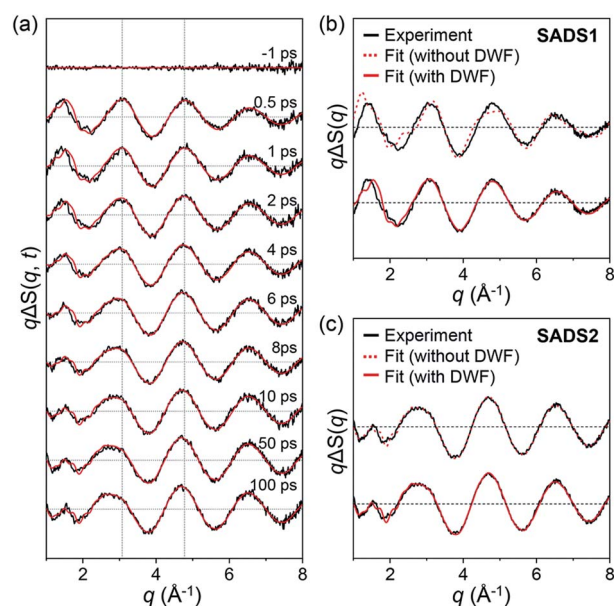 (a)
-1 ps
0.5 ps
1 ps
2 ps
4 ps
6 ps
8ps
10 ps
50 ps
100 ps
qΔS(q, t)
2 4 6 8
q (Å⁻¹)
(b)
Experiment SADS1
Fit (without DWF)
Fit (with DWF)
qΔS(q)
2 4 6 8
q (Å⁻¹)
(c)
Experiment SADS2
Fit (without DWF)
Fit (with DWF)
qΔS(q)
2 4 6 8
q (Å⁻¹)